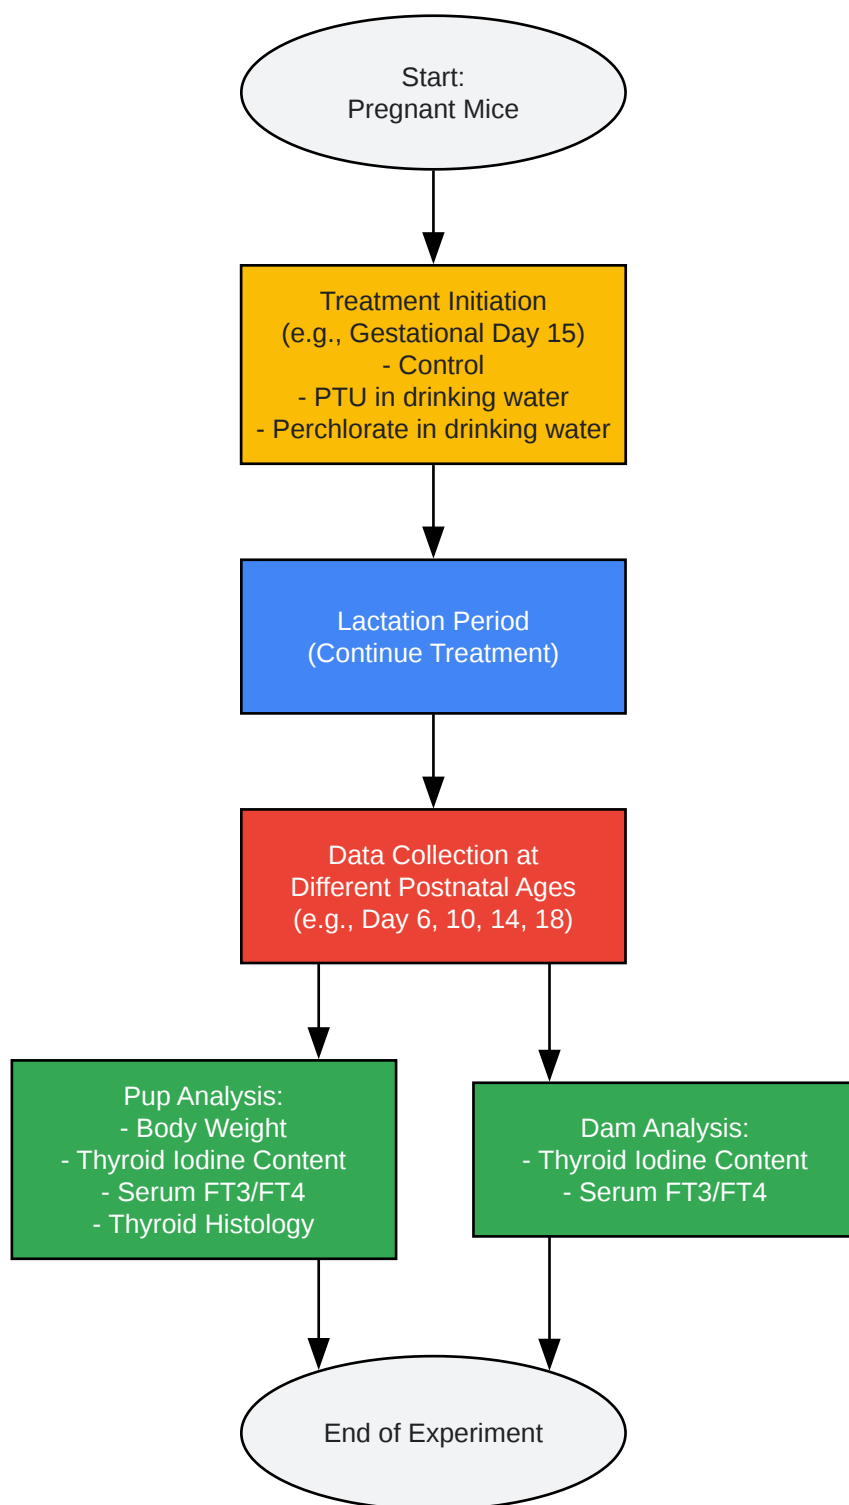 Start:
Pregnant Mice
Treatment Initiation
(e.g., Gestational Day 15)
- Control
- PTU in drinking water
- Perchlorate in drinking water
Lactation Period
(Continue Treatment)
Data Collection at
Different Postnatal Ages
(e.g., Day 6, 10, 14, 18)
Pup Analysis:
- Body Weight
- Thyroid Iodine Content
- Serum FT3/FT4
- Thyroid Histology
Dam Analysis:
- Thyroid Iodine Content
- Serum FT3/FT4
End of Experiment